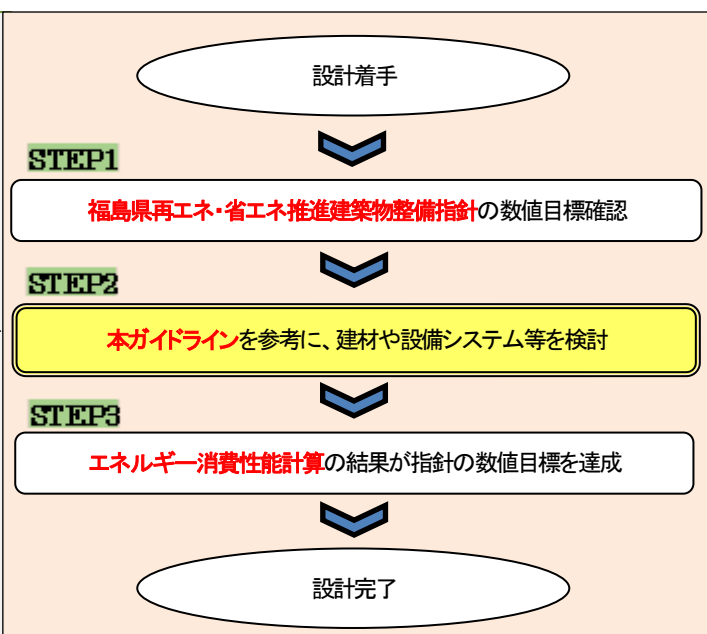 設計着手
STEP1
福島県再エネ・省エネ推進建築物整備指針の数値目標確認
STEP2
本ガイドラインを参考に、建材や設備システム等を検討
STEP3
エネルギー消費性能計算の結果が指針の数値目標を達成
設計完了